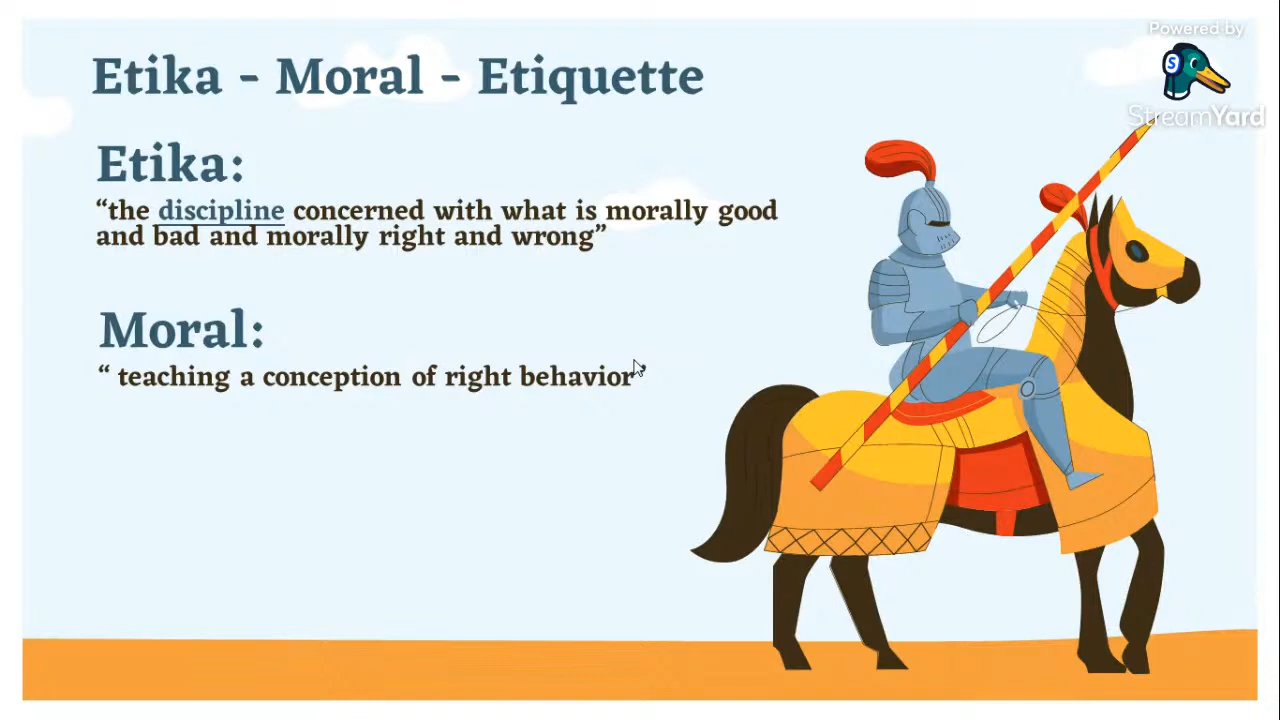 Powered by
StreamYard
Etika - Moral - Etiquette
Etika:
“the discipline concerned with what is morally good
and bad and morally right and wrong”
Moral:
“ teaching a conception of right behavior”